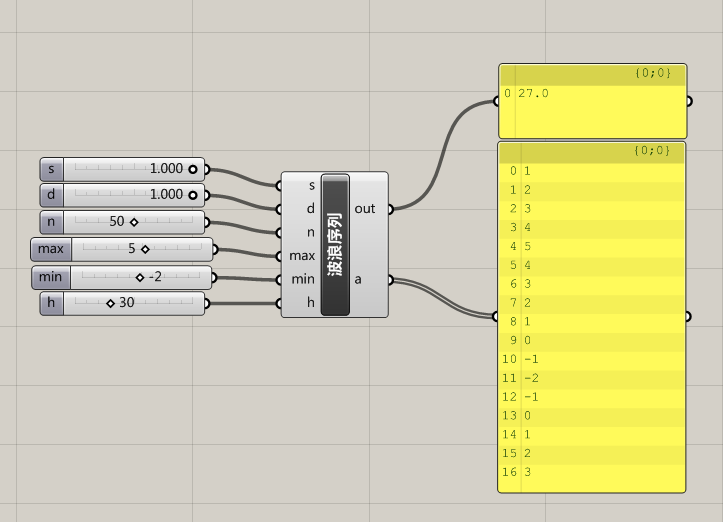 s 1.000
d 1.000
n 50
max 5
min -2
h 30
s
d
n
max
min
h
波浪序列
out
a
{0;0}
0 27.0
{0;0}
0 1
1 2
2 3
3 4
4 5
5 4
6 3
7 2
8 1
9 0
10 -1
11 -2
12 -1
13 0
14 1
15 2
16 3